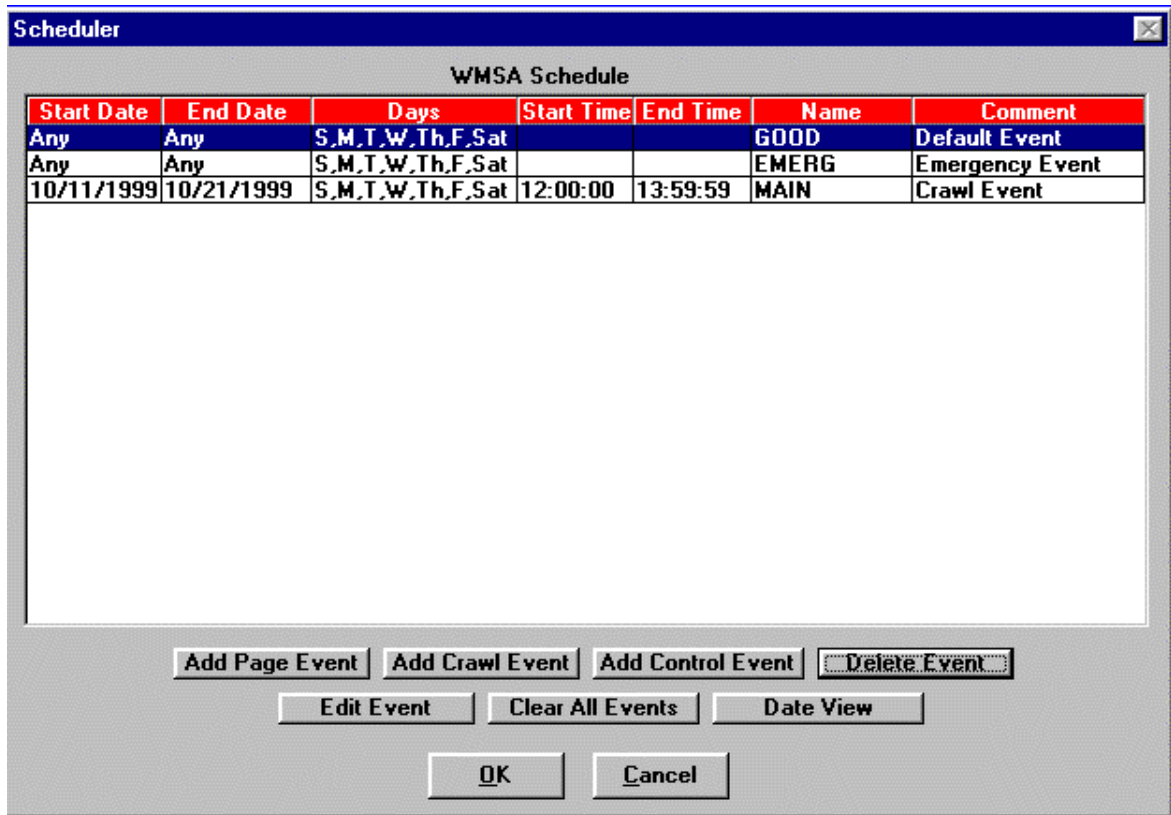 Scheduler
WMSA Schedule
Start Date End Date Days Start Time End Time Name Comment
Any Any S,M,T,W,Th,F,Sat GOOD Default Event
Any Any S,M,T,W,Th,F,Sat EMERG Emergency Event
10/11/1999 10/21/1999 S,M,T,W,Th,F,Sat 12:00:00 13:59:59 MAIN Crawl Event
Add Page Event Add Crawl Event Add Control Event Delete Event
Edit Event Clear All Events Date View
OK Cancel